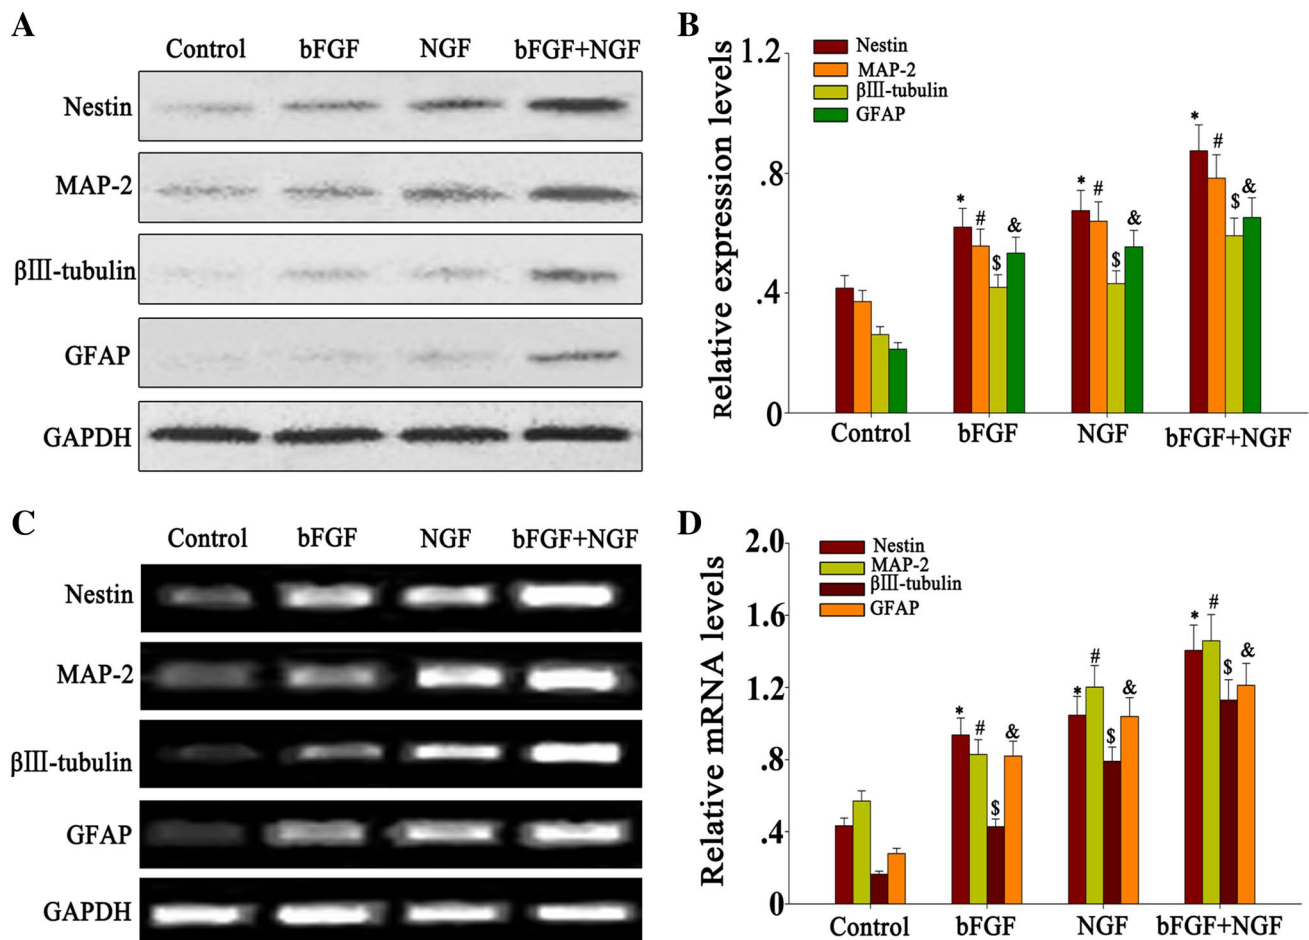 A
Control bFGF NGF bFGF+NGF
Nestin
MAP-2
βIII-tubulin
GFAP
GAPDH
B
Relative expression levels
1.2
.8
.4
0
Nestin
MAP-2
βIII-tubulin
GFAP
* # $ &
* # $ &
* # $ &
Control bFGF NGF bFGF+NGF
C
Control bFGF NGF bFGF+NGF
Nestin
MAP-2
βIII-tubulin
GFAP
GAPDH
D
Relative mRNA levels
2.0
1.6
1.2
.8
.4
0
Nestin
MAP-2
βIII-tubulin
GFAP
* # $ &
* # $ &
* # $ &
Control bFGF NGF bFGF+NGF